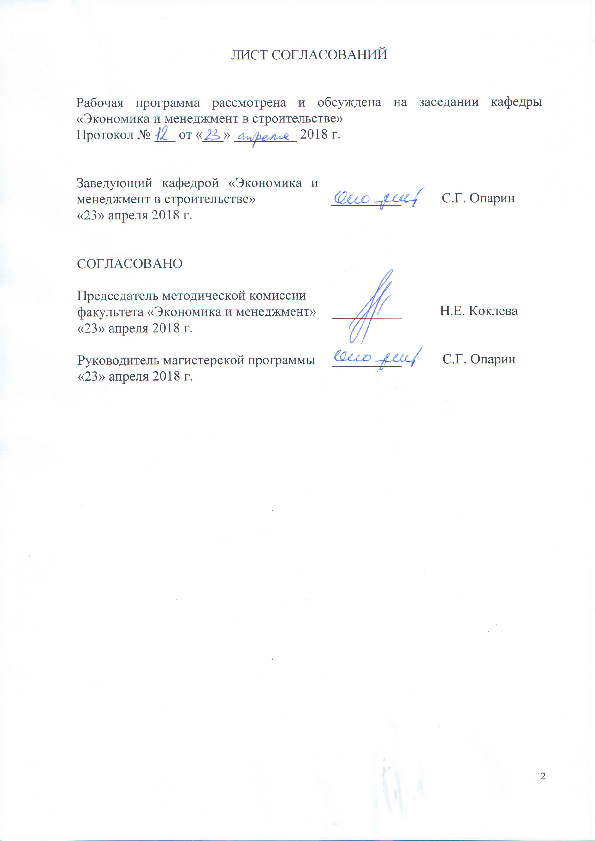 ЛИСТ СОГЛАСОВАНИЙ
Рабочая программа рассмотрена и обсуждена на заседании кафедры
«Экономика и менеджмент в строительстве»
Протокол № 12 от «23» апреля 2018 г.
Заведующий кафедрой «Экономика и
менеджмент в строительстве» С.Г. Опарин
«23» апреля 2018 г.
СОГЛАСОВАНО
Председатель методической комиссии
факультета «Экономика и менеджмент» Н.Е. Коклева
«23» апреля 2018 г.
Руководитель магистерской программы С.Г. Опарин
«23» апреля 2018 г.
2